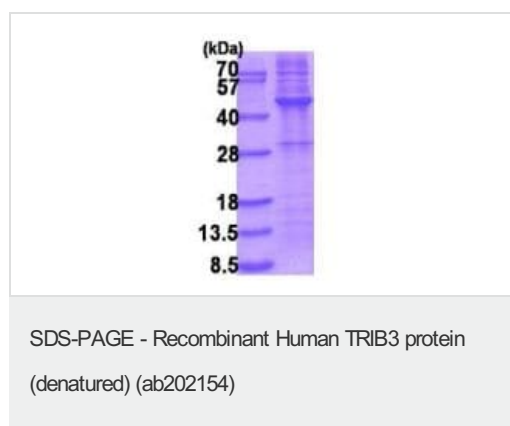 (kDa)
70
57
40
28
18
13.5
8.5
SDS-PAGE - Recombinant Human TRIB3 protein
(denatured) (ab202154)